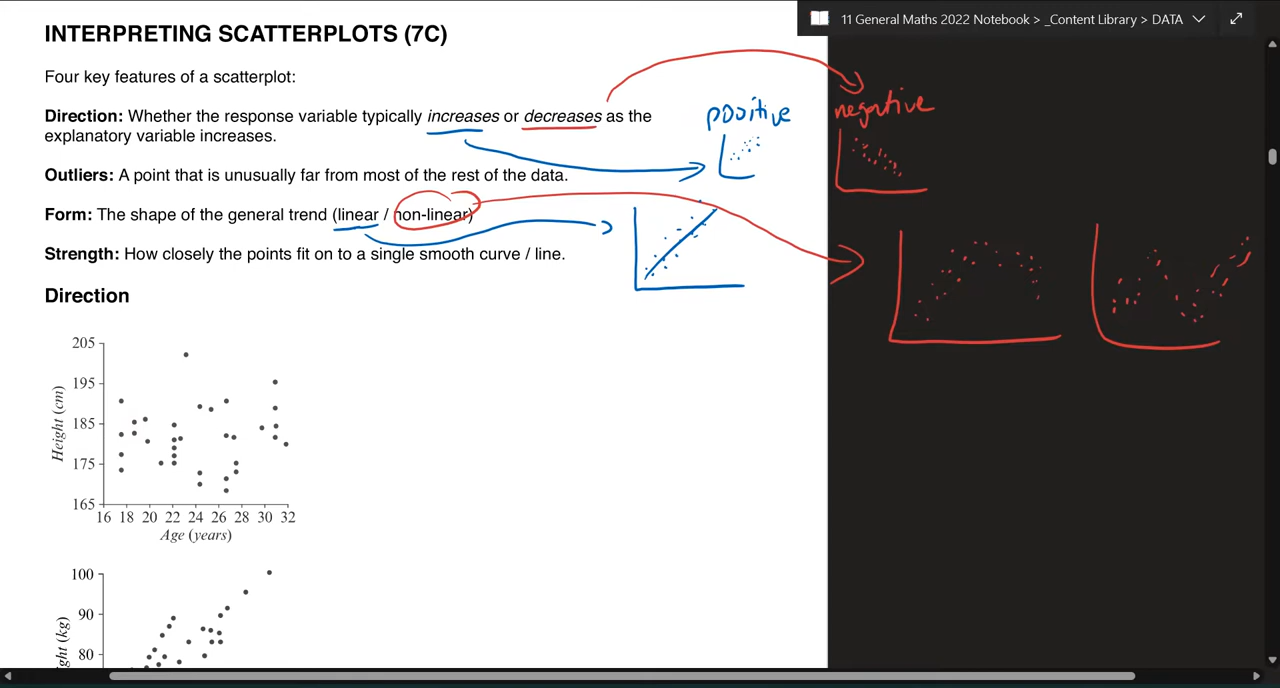 11 General Maths 2022 Notebook > _Content Library > DATA
INTERPRETING SCATTERPLOTS (7C)
Four key features of a scatterplot:
Direction: Whether the response variable typically increases or decreases as the
explanatory variable increases.
positive
negative
Outliers: A point that is unusually far from most of the rest of the data.
Form: The shape of the general trend (linear / non-linear)
Strength: How closely the points fit on to a single smooth curve / line.
Direction
205
195
185
175
165
Height (cm)
16 18 20 22 24 26 28 30 32
Age (years)
100
90
80
ght (kg)